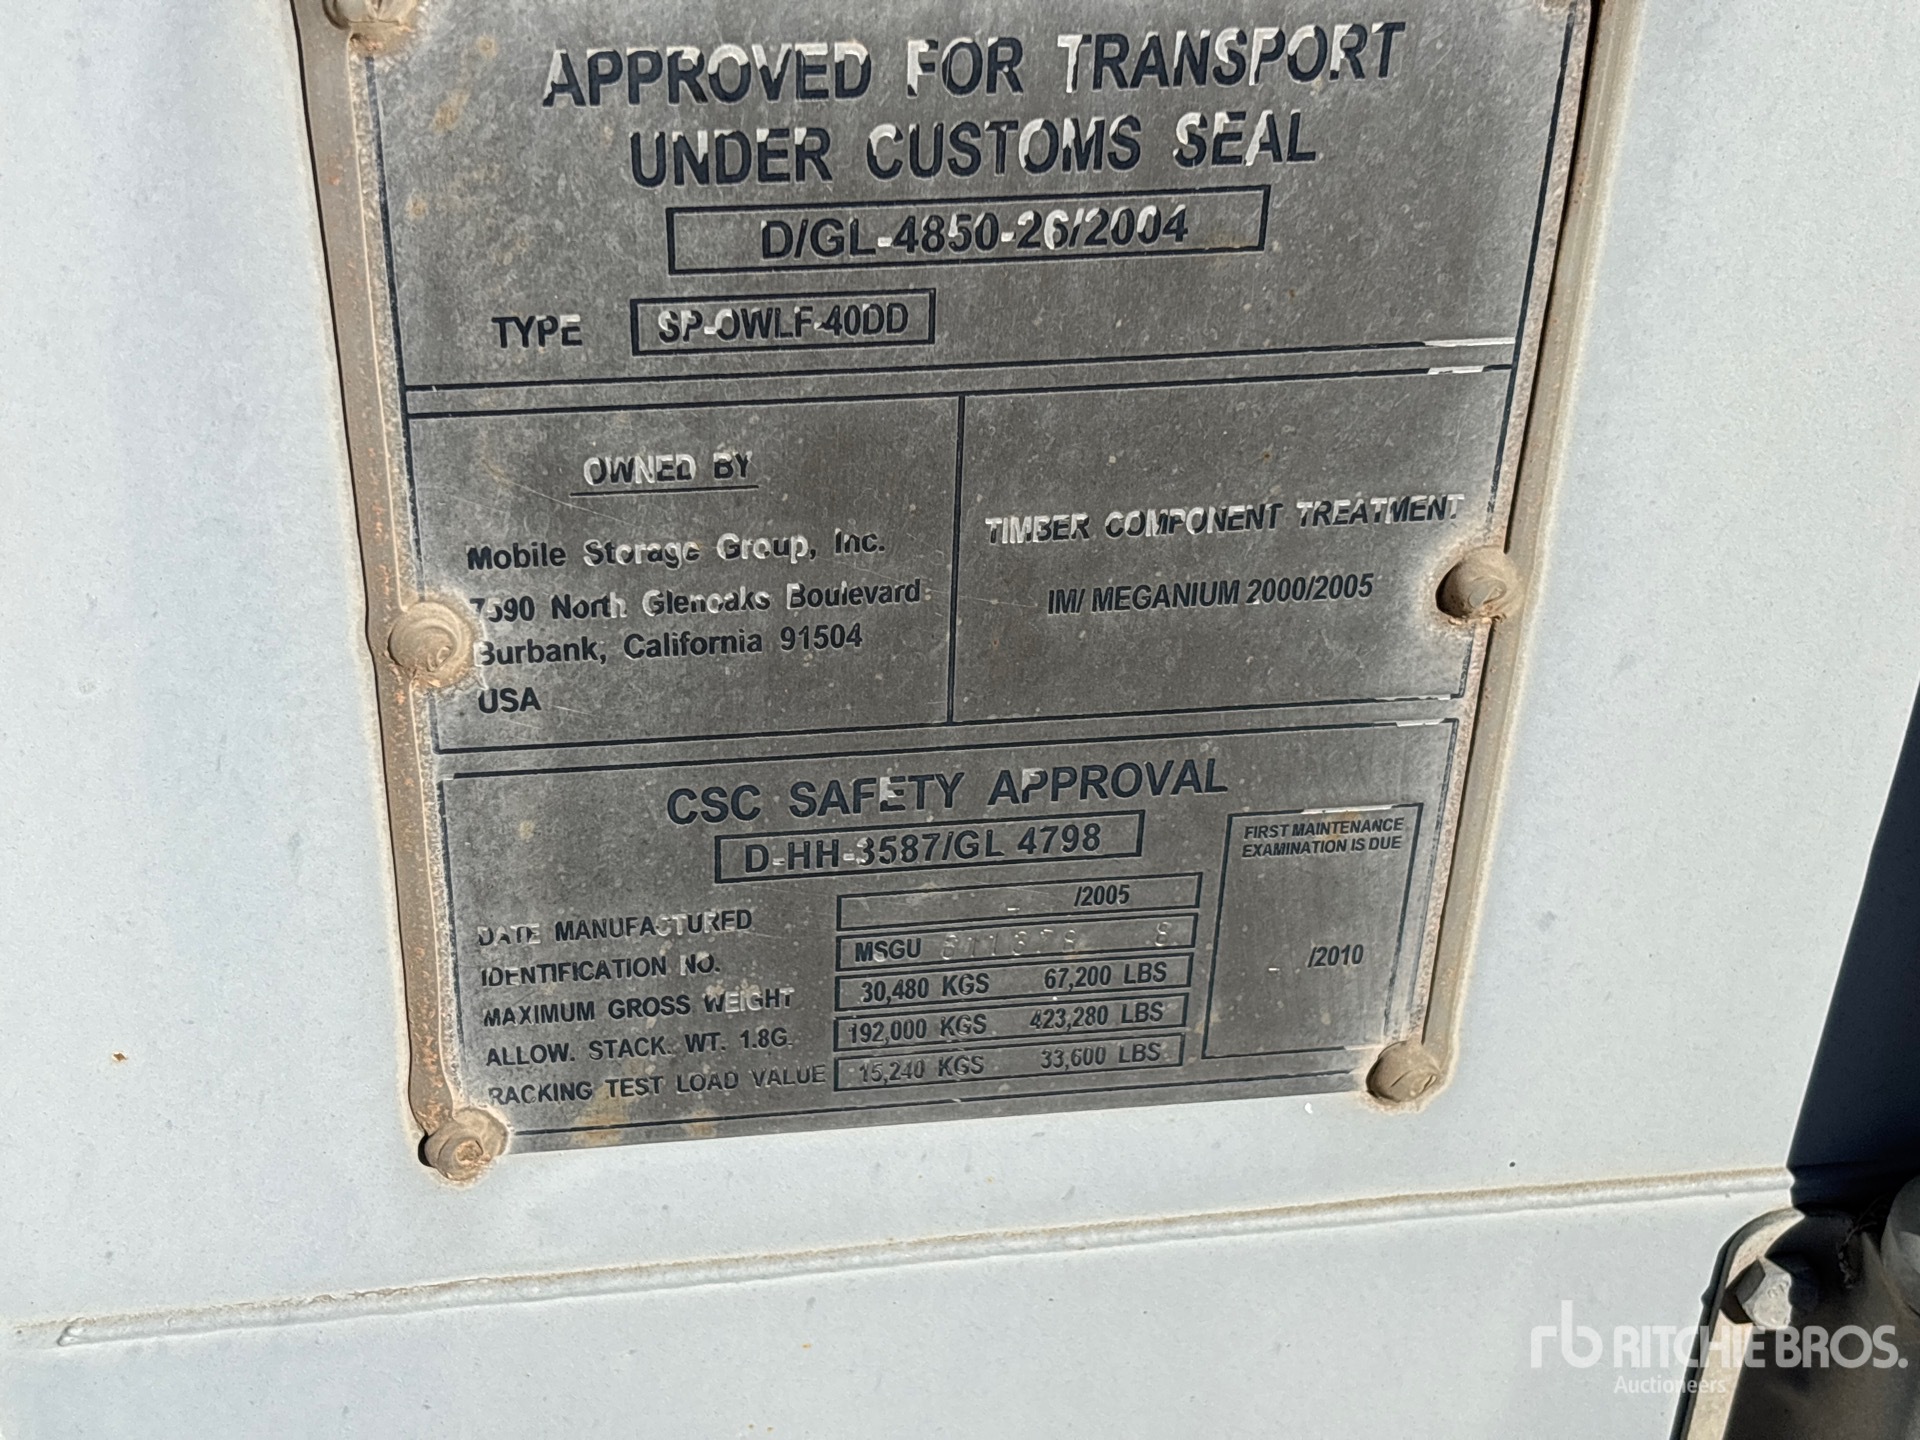 APPROVED FOR TRANSPORT
UNDER CUSTOMS SEAL
D/GL-4850-26/2004
TYPE SP-OWLF-40DD
OWNED BY
Mobile Storage Group, Inc.
7590 North Glenoaks Boulevard
Burbank, California 91504
USA
TIMBER COMPONENT TREATMENT
IM/ MEGANIUM 2000/2005
CSC SAFETY APPROVAL
D-HH-3587/GL 4798
DATE MANUFACTURED /2005
IDENTIFICATION NO. MSGU
MAXIMUM GROSS WEIGHT 30,480 KGS 67,200 LBS
ALLOW. STACK. WT. 1.8G. 192,000 KGS 423,280 LBS
RACKING TEST LOAD VALUE 15,240 KGS 33,600 LBS
FIRST MAINTENANCE
EXAMINATION IS DUE
/2010
rb RITCHIE BROS.
Auctioneers